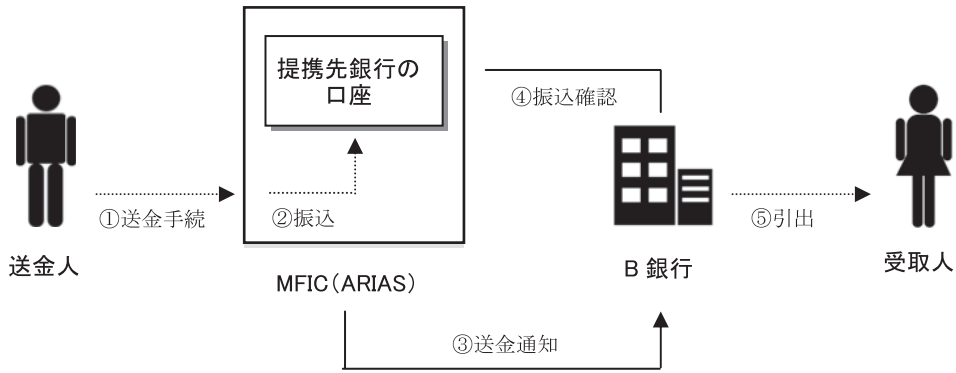 提携先銀行の
口座
④振込確認
①送金手続
②振込
⑤引出
送金人
MFIC(ARIAS)
B 銀行
受取人
③送金通知